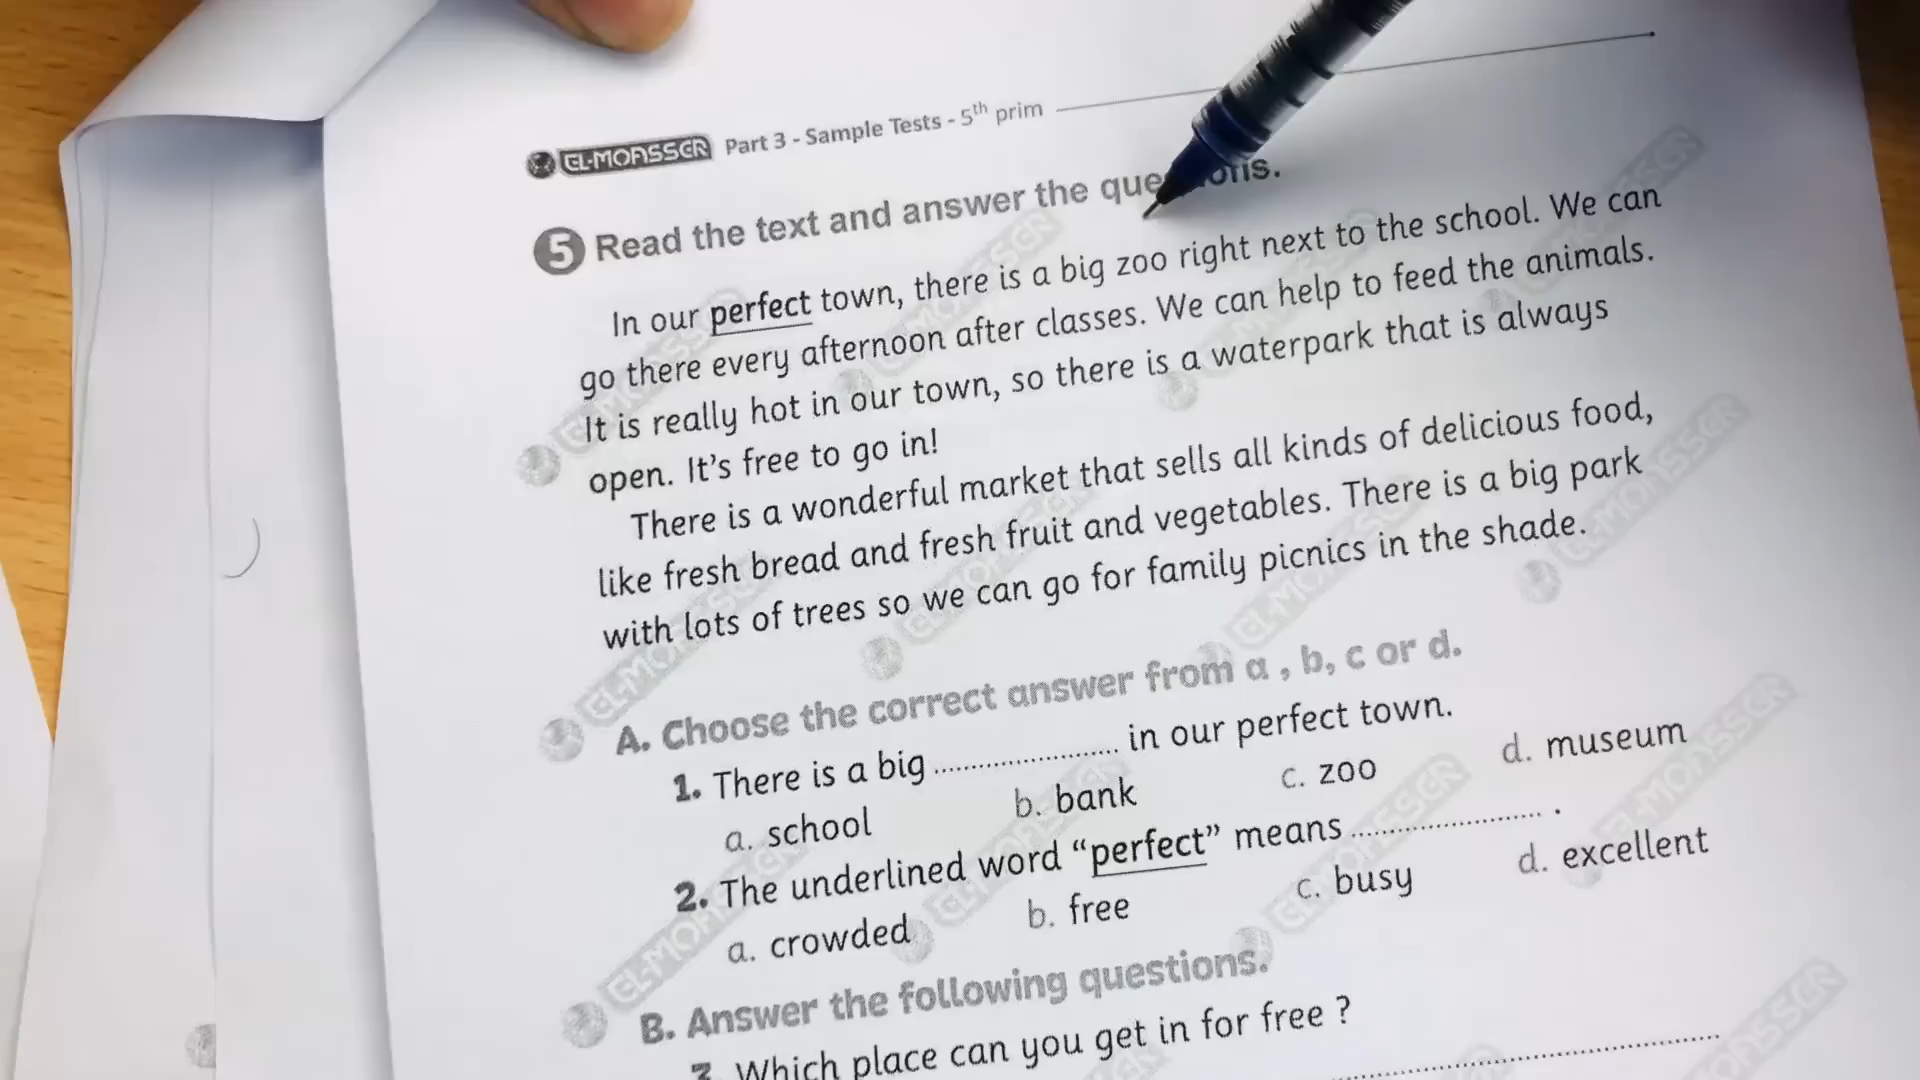 EL-MOASSER Part 3 - Sample Tests - 5th prim
5 Read the text and answer the questions.
In our perfect town, there is a big zoo right next to the school. We can
go there every afternoon after classes. We can help to feed the animals.
It is really hot in our town, so there is a waterpark that is always
open. It's free to go in!
There is a wonderful market that sells all kinds of delicious food,
like fresh bread and fresh fruit and vegetables. There is a big park
with lots of trees so we can go for family picnics in the shade.
A. Choose the correct answer from a , b, c or d.
1. There is a big .................... in our perfect town.
a. school b. bank c. zoo d. museum
2. The underlined word “perfect” means .................... .
a. crowded b. free c. busy d. excellent
B. Answer the following questions.
3. Which place can you get in for free ?